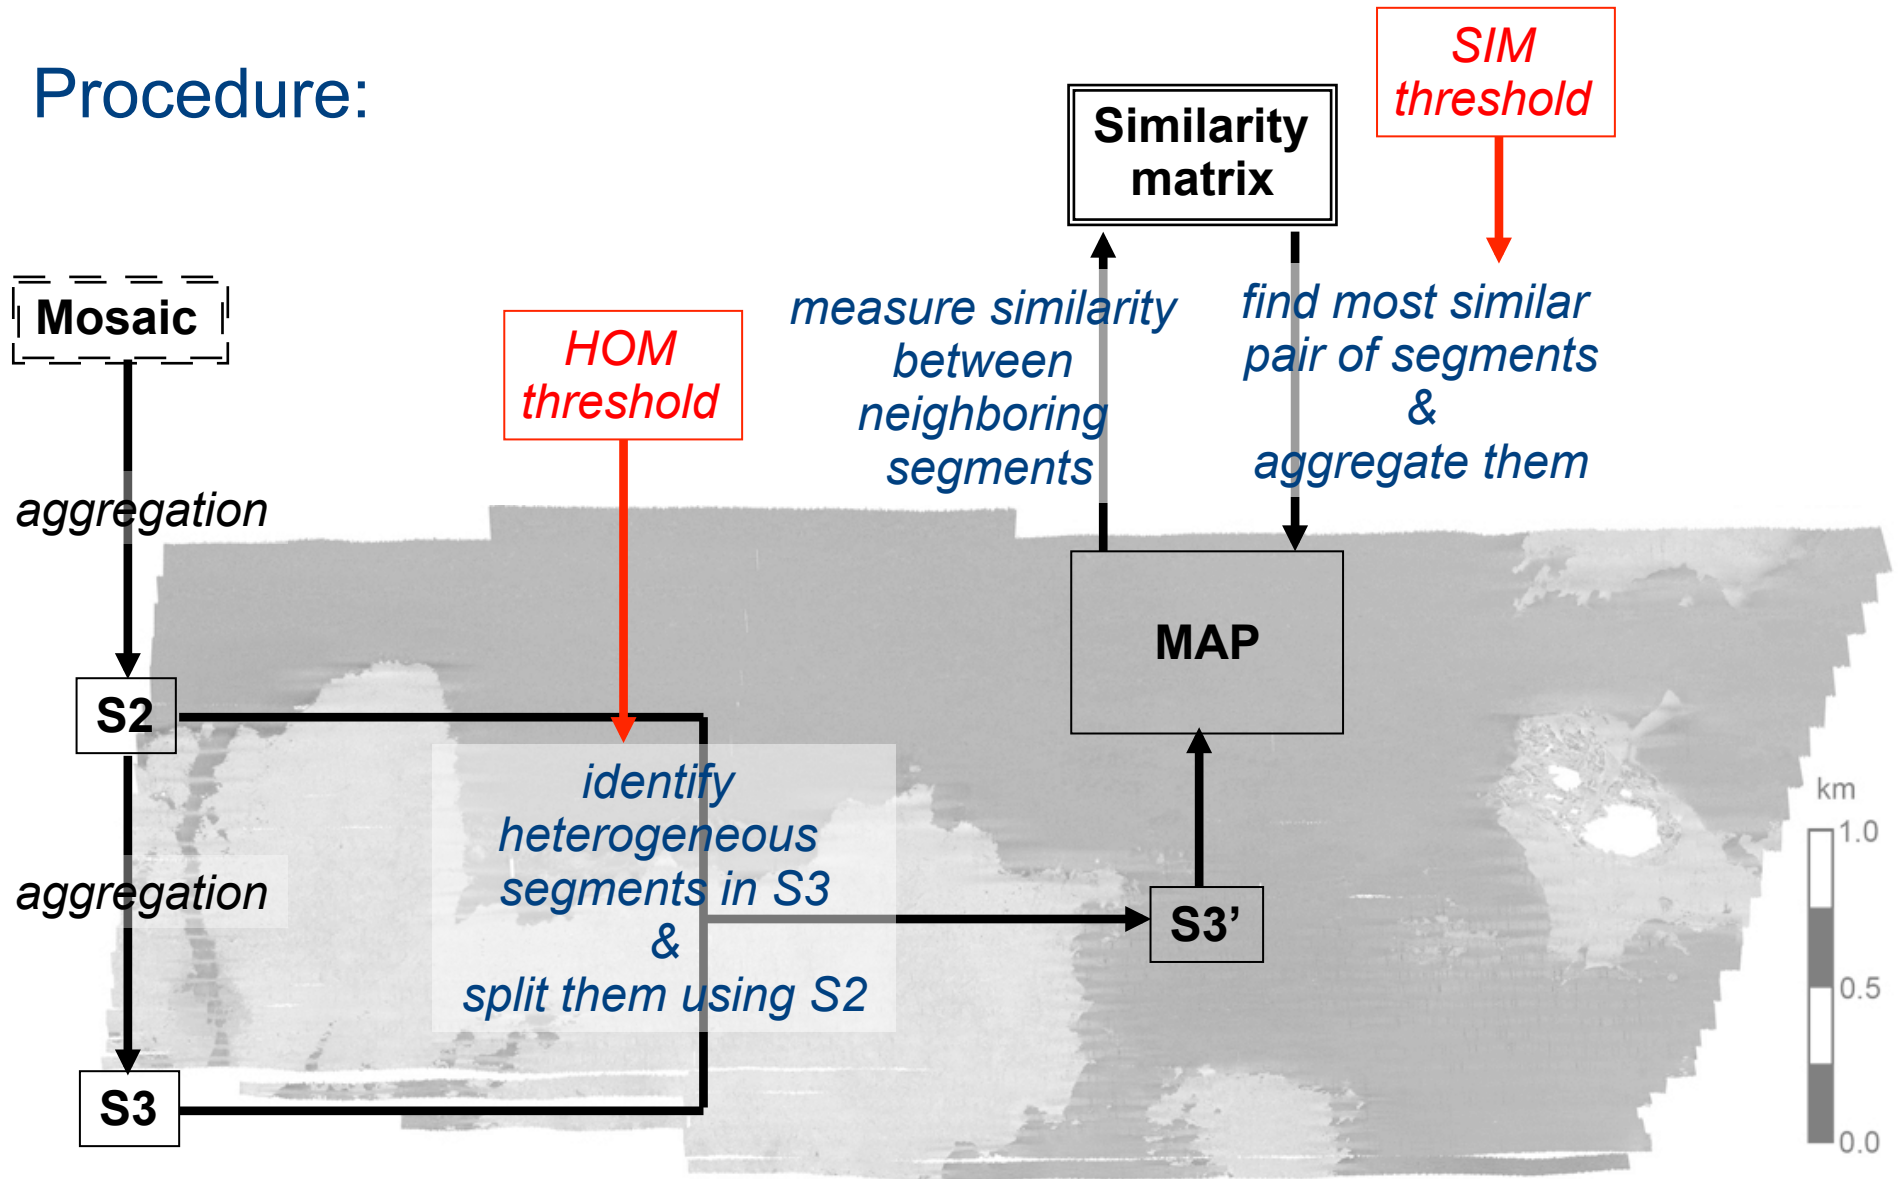 Procedure:
SIM
threshold
Similarity
matrix
Mosaic
HOM
threshold
measure similarity
between
neighboring
segments
find most similar
pair of segments
&
aggregate them
aggregation
MAP
S2
identify
heterogeneous
segments in S3
&
split them using S2
aggregation
S3’
S3
km
1.0
0.5
0.0